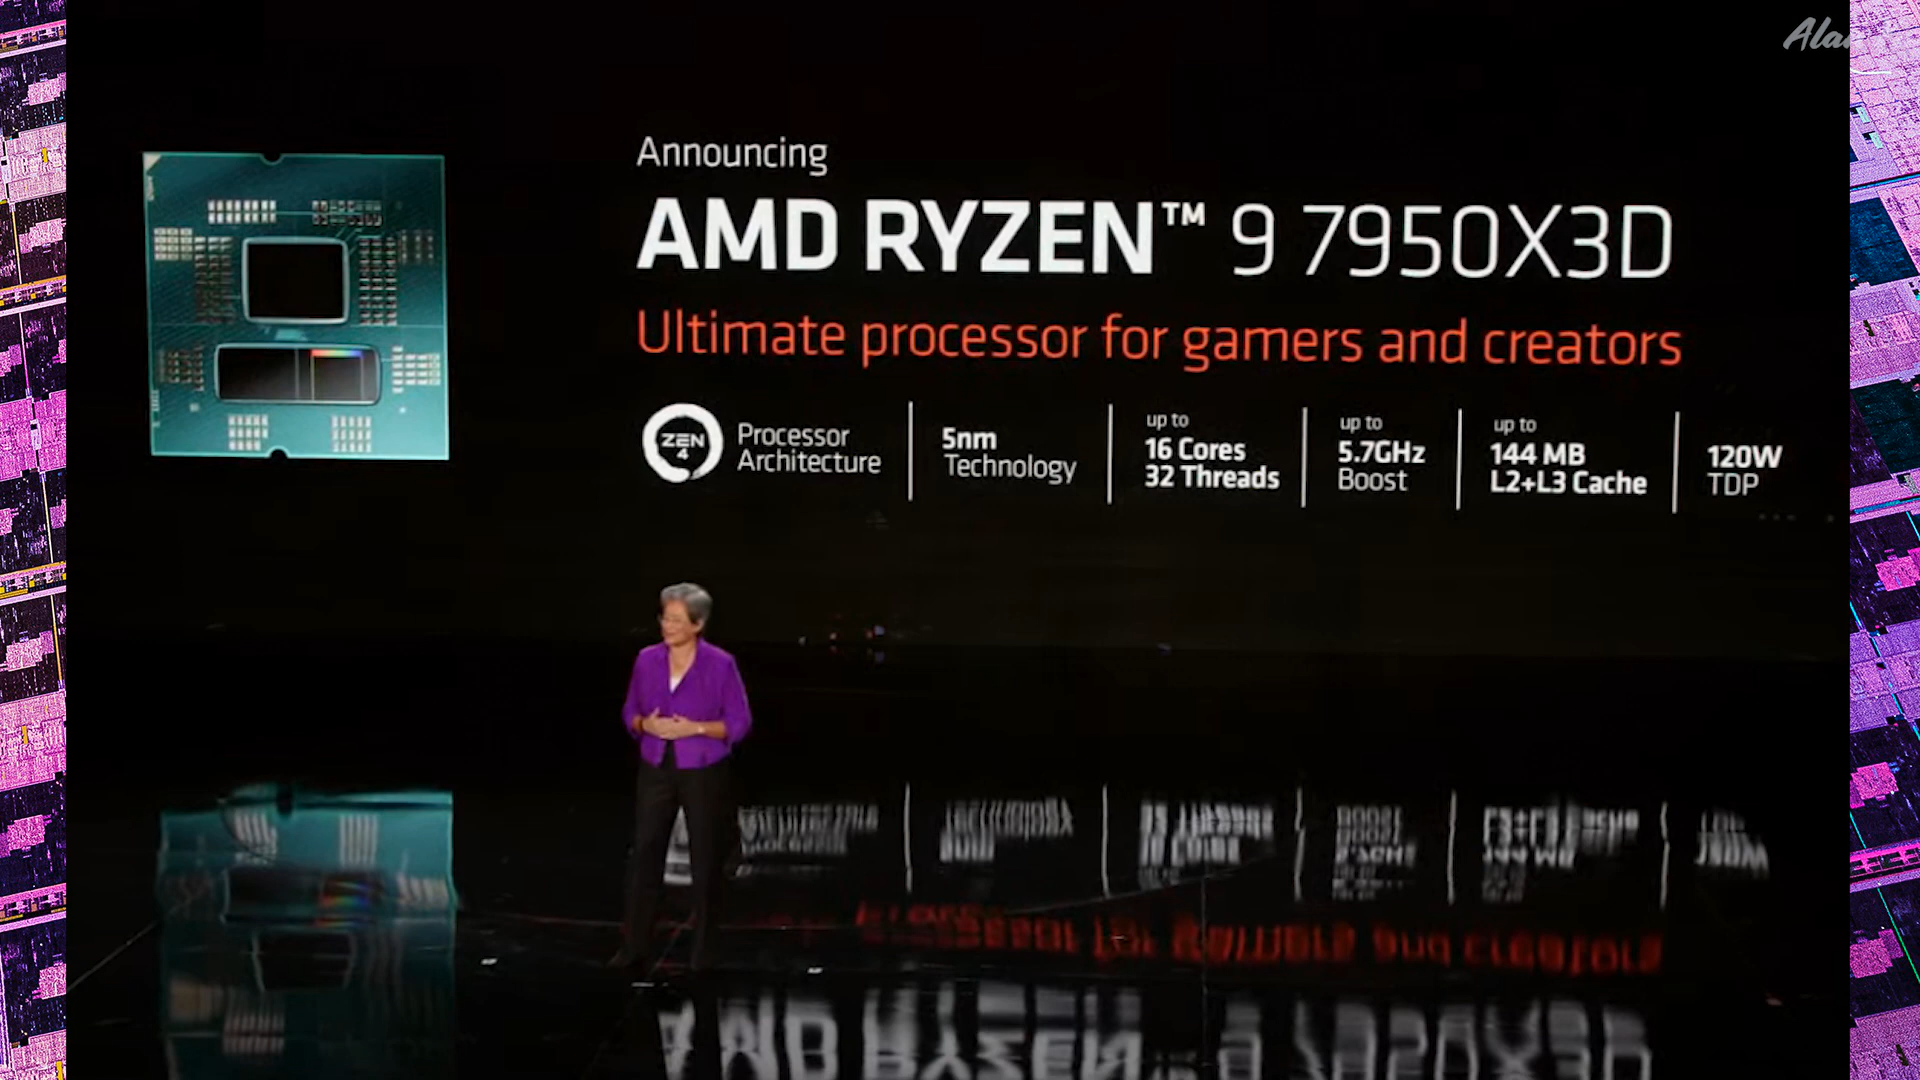 Announcing
AMD RYZEN™ 9 7950X3D
Ultimate processor for gamers and creators
ZEN
4
Processor
Architecture
5nm
Technology
up to
16 Cores
32 Threads
up to
5.7GHz
Boost
up to
144 MB
L2+L3 Cache
120W
TDP